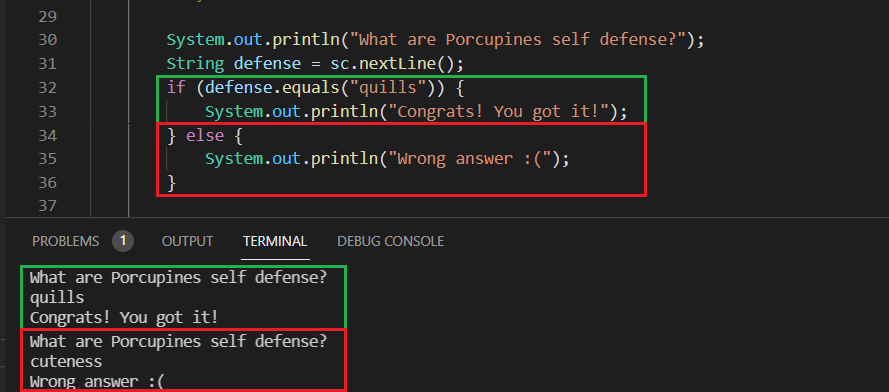 29
30 System.out.println("What are Porcupines self defense?");
31 String defense = sc.nextLine();
32 if (defense.equals("quills")) {
33 System.out.println("Congrats! You got it!");
34 } else {
35 System.out.println("Wrong answer :(");
36 }
37
PROBLEMS 1 OUTPUT TERMINAL DEBUG CONSOLE
What are Porcupines self defense?
quills
Congrats! You got it!
What are Porcupines self defense?
cuteness
Wrong answer :(